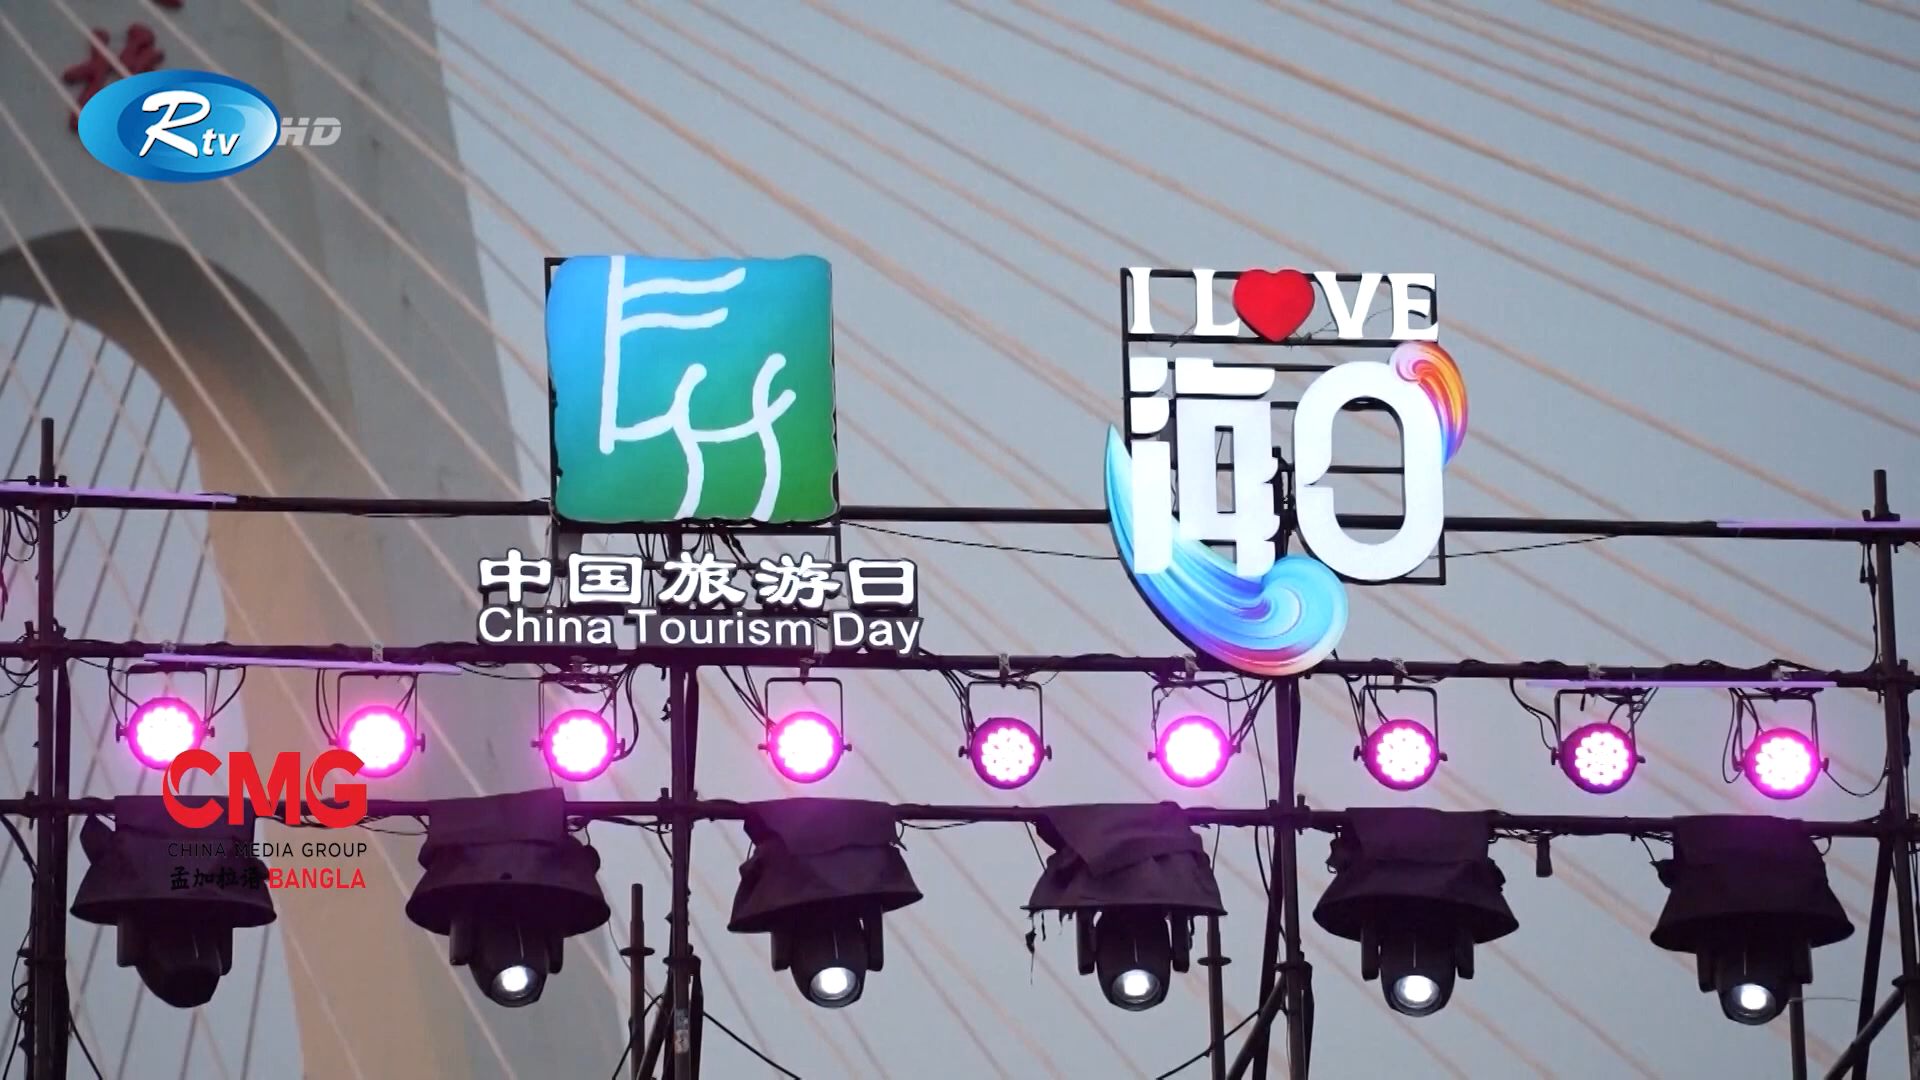 Rtv HD
I LOVE
海口
中国旅游日
China Tourism Day
CMG
CHINA MEDIA GROUP
孟加拉语 BANGLA